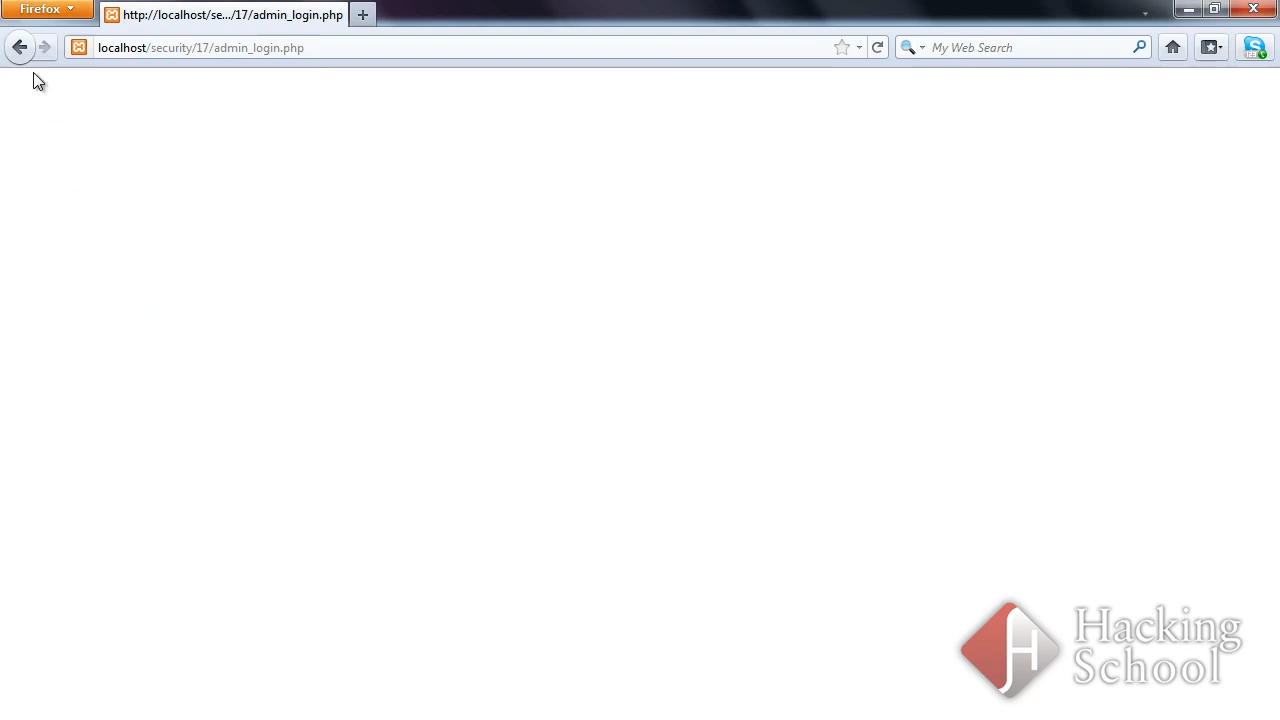 Firefox
http://localhost/se.../17/admin_login.php
localhost/security/17/admin_login.php
My Web Search
Hacking
School